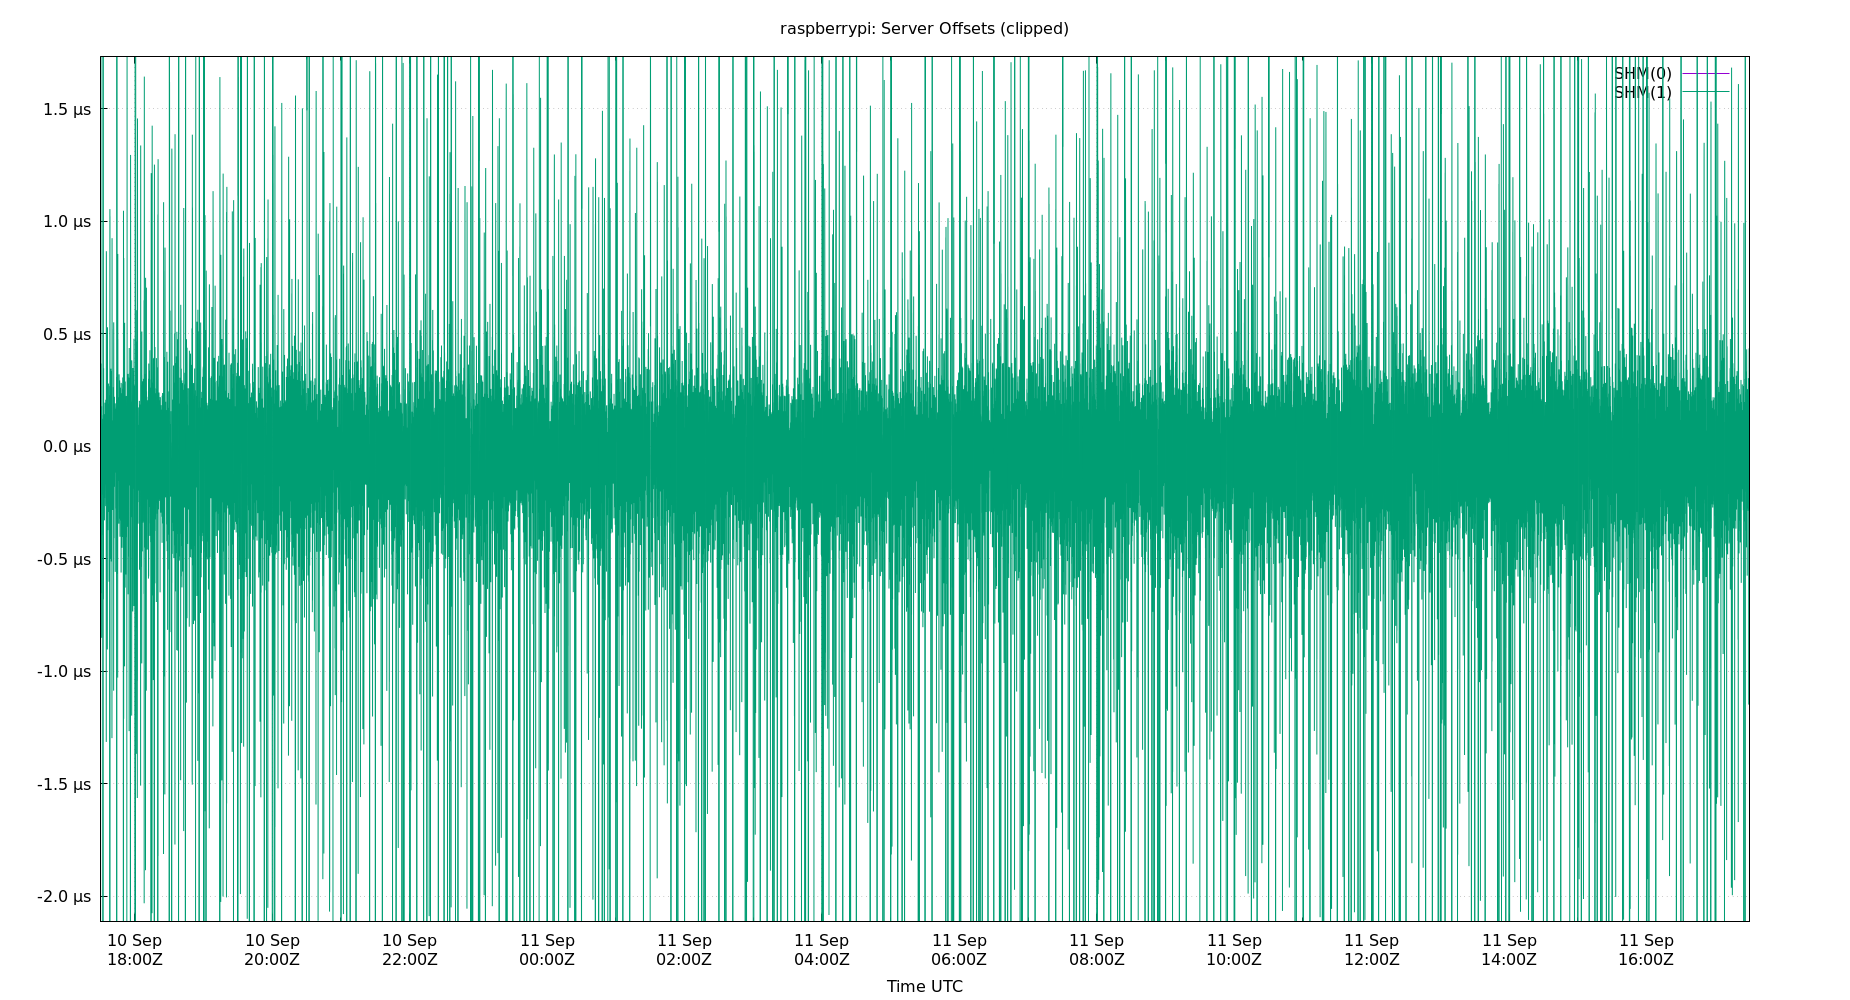 raspberrypi: Server Offsets (clipped)
SHM(0)
SHM(1)
1.5 µs
1.0 µs
0.5 µs
0.0 µs
-0.5 µs
-1.0 µs
-1.5 µs
-2.0 µs
10 Sep 10 Sep 10 Sep 11 Sep 11 Sep 11 Sep 11 Sep 11 Sep 11 Sep 11 Sep 11 Sep 11 Sep
18:00Z 20:00Z 22:00Z 00:00Z 02:00Z 04:00Z 06:00Z 08:00Z 10:00Z 12:00Z 14:00Z 16:00Z
Time UTC